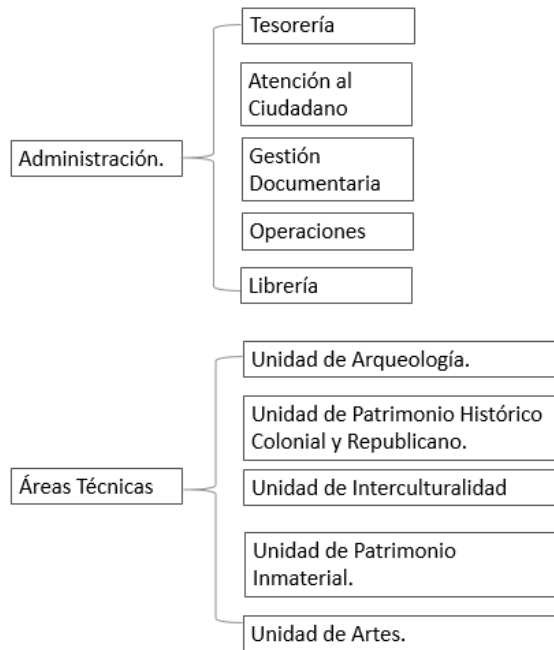 Tesorería
Atención al
Ciudadano
Administración.
Gestión
Documentaria
Operaciones
Librería
Unidad de Arqueología.
Unidad de Patrimonio Histórico
Colonial y Republicano.
Áreas Técnicas
Unidad de Interculturalidad
Unidad de Patrimonio
Inmaterial.
Unidad de Artes.